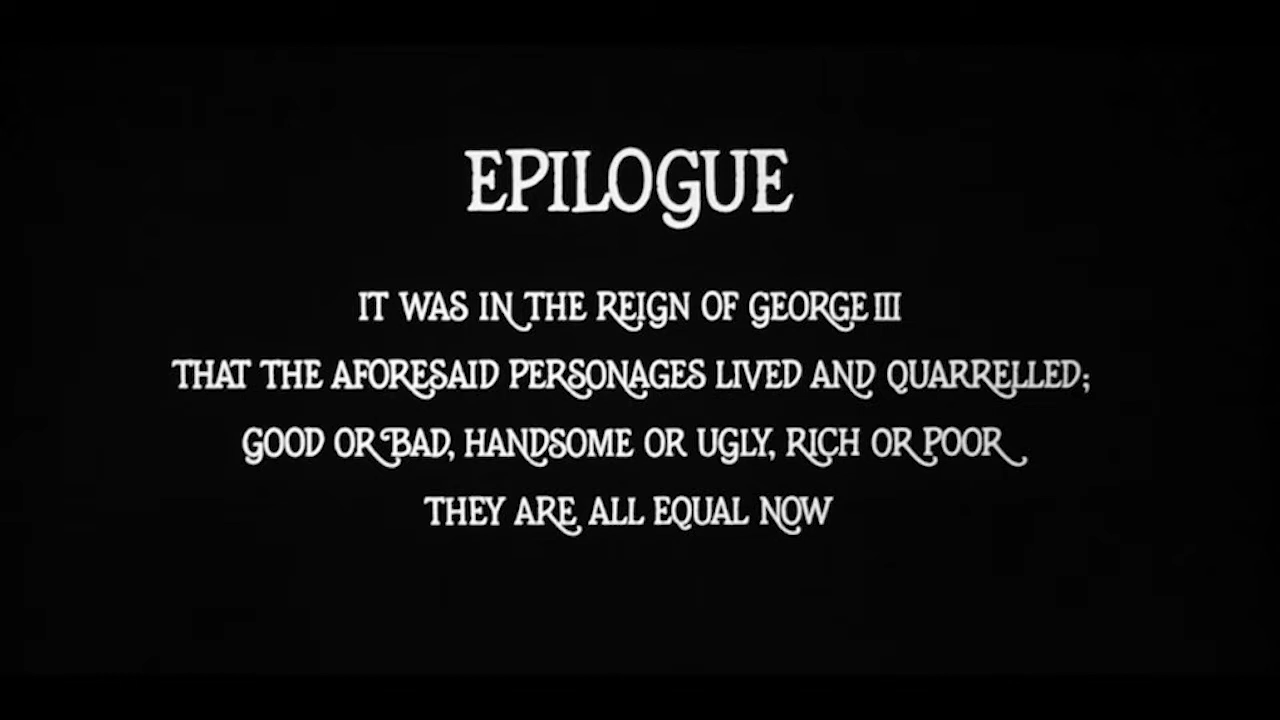 EPILOGUE
IT WAS IN THE REIGN OF GEORGE III
THAT THE AFORESAID PERSONAGES LIVED AND QUARRELLED;
GOOD OR BAD, HANDSOME OR UGLY, RICH OR POOR
THEY ARE ALL EQUAL NOW